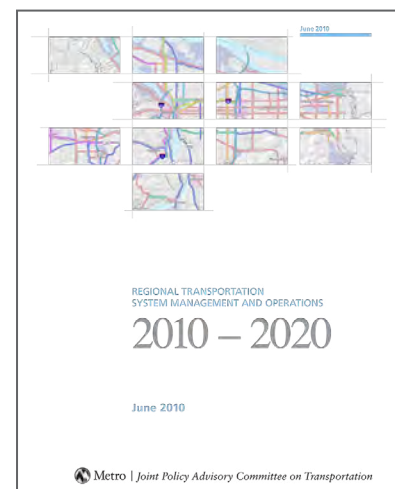 June 2010
REGIONAL TRANSPORTATION
SYSTEM MANAGEMENT AND OPERATIONS
2010 – 2020
June 2010
Metro | Joint Policy Advisory Committee on Transportation